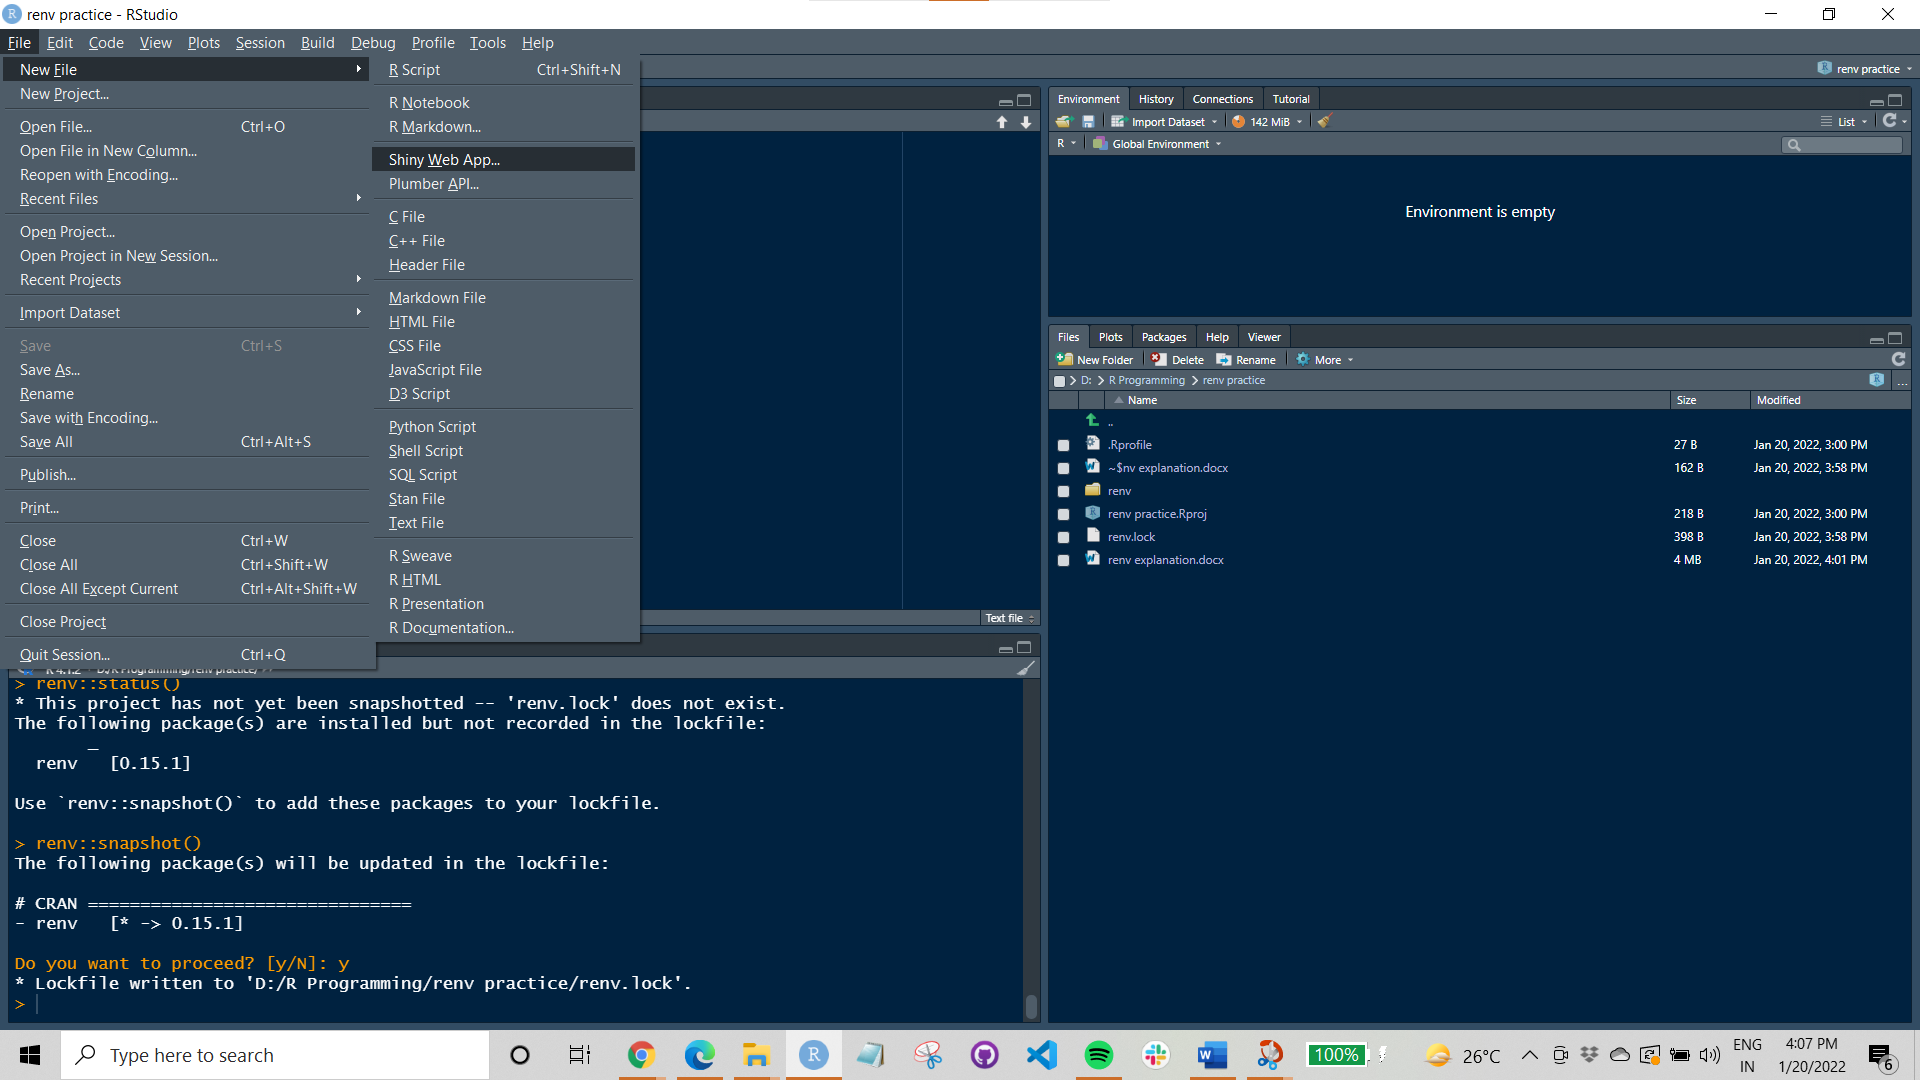 renv practice - RStudio
File Edit Code View Plots Session Build Debug Profile Tools Help
renv practice
New File
New Project...
Open File... Ctrl+O
Open File in New Column...
Reopen with Encoding...
Recent Files
Open Project...
Open Project in New Session...
Recent Projects
Import Dataset
Save Ctrl+S
Save As...
Rename
Save with Encoding...
Save All Ctrl+Alt+S
Publish...
Print...
Close Ctrl+W
Close All Ctrl+Shift+W
Close All Except Current Ctrl+Alt+Shift+W
Close Project
Quit Session... Ctrl+Q
R Script Ctrl+Shift+N
R Notebook
R Markdown...
Shiny Web App...
Plumber API...
C File
C++ File
Header File
Markdown File
HTML File
CSS File
JavaScript File
D3 Script
Python Script
Shell Script
SQL Script
Stan File
Text File
R Sweave
R HTML
R Presentation
R Documentation...
Text file
R 4.1.2 · D:/R Programming/renv practice/
> renv::status()
* This project has not yet been snapshotted -- 'renv.lock' does not exist.
The following package(s) are installed but not recorded in the lockfile:
_
renv [0.15.1]
Use `renv::snapshot()` to add these packages to your lockfile.
> renv::snapshot()
The following package(s) will be updated in the lockfile:
# CRAN ===============================
- renv [* -> 0.15.1]
Do you want to proceed? [y/N]: y
* Lockfile written to 'D:/R Programming/renv practice/renv.lock'.
>
Environment History Connections Tutorial
Import Dataset 142 MiB List
R Global Environment
Environment is empty
Files Plots Packages Help Viewer
New Folder Delete Rename More
D: R Programming renv practice ...
Name Size Modified
..
.Rprofile 27 B Jan 20, 2022, 3:00 PM
~$nv explanation.docx 162 B Jan 20, 2022, 3:58 PM
renv
renv practice.Rproj 218 B Jan 20, 2022, 3:00 PM
renv.lock 398 B Jan 20, 2022, 3:58 PM
renv explanation.docx 4 MB Jan 20, 2022, 4:01 PM
Type here to search
100%
26°C
ENG
IN
4:07 PM
1/20/2022
6